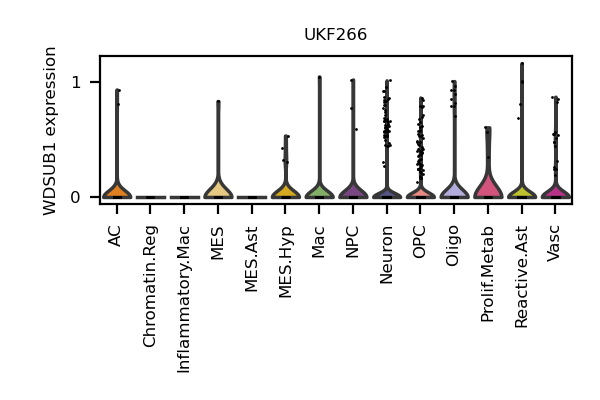 UKF266
WDSUB1 expression
1
0
AC
Chromatin.Reg
Inflammatory.Mac
MES
MES.Ast
MES.Hyp
Mac
NPC
Neuron
OPC
Oligo
Prolif.Metab
Reactive.Ast
Vasc